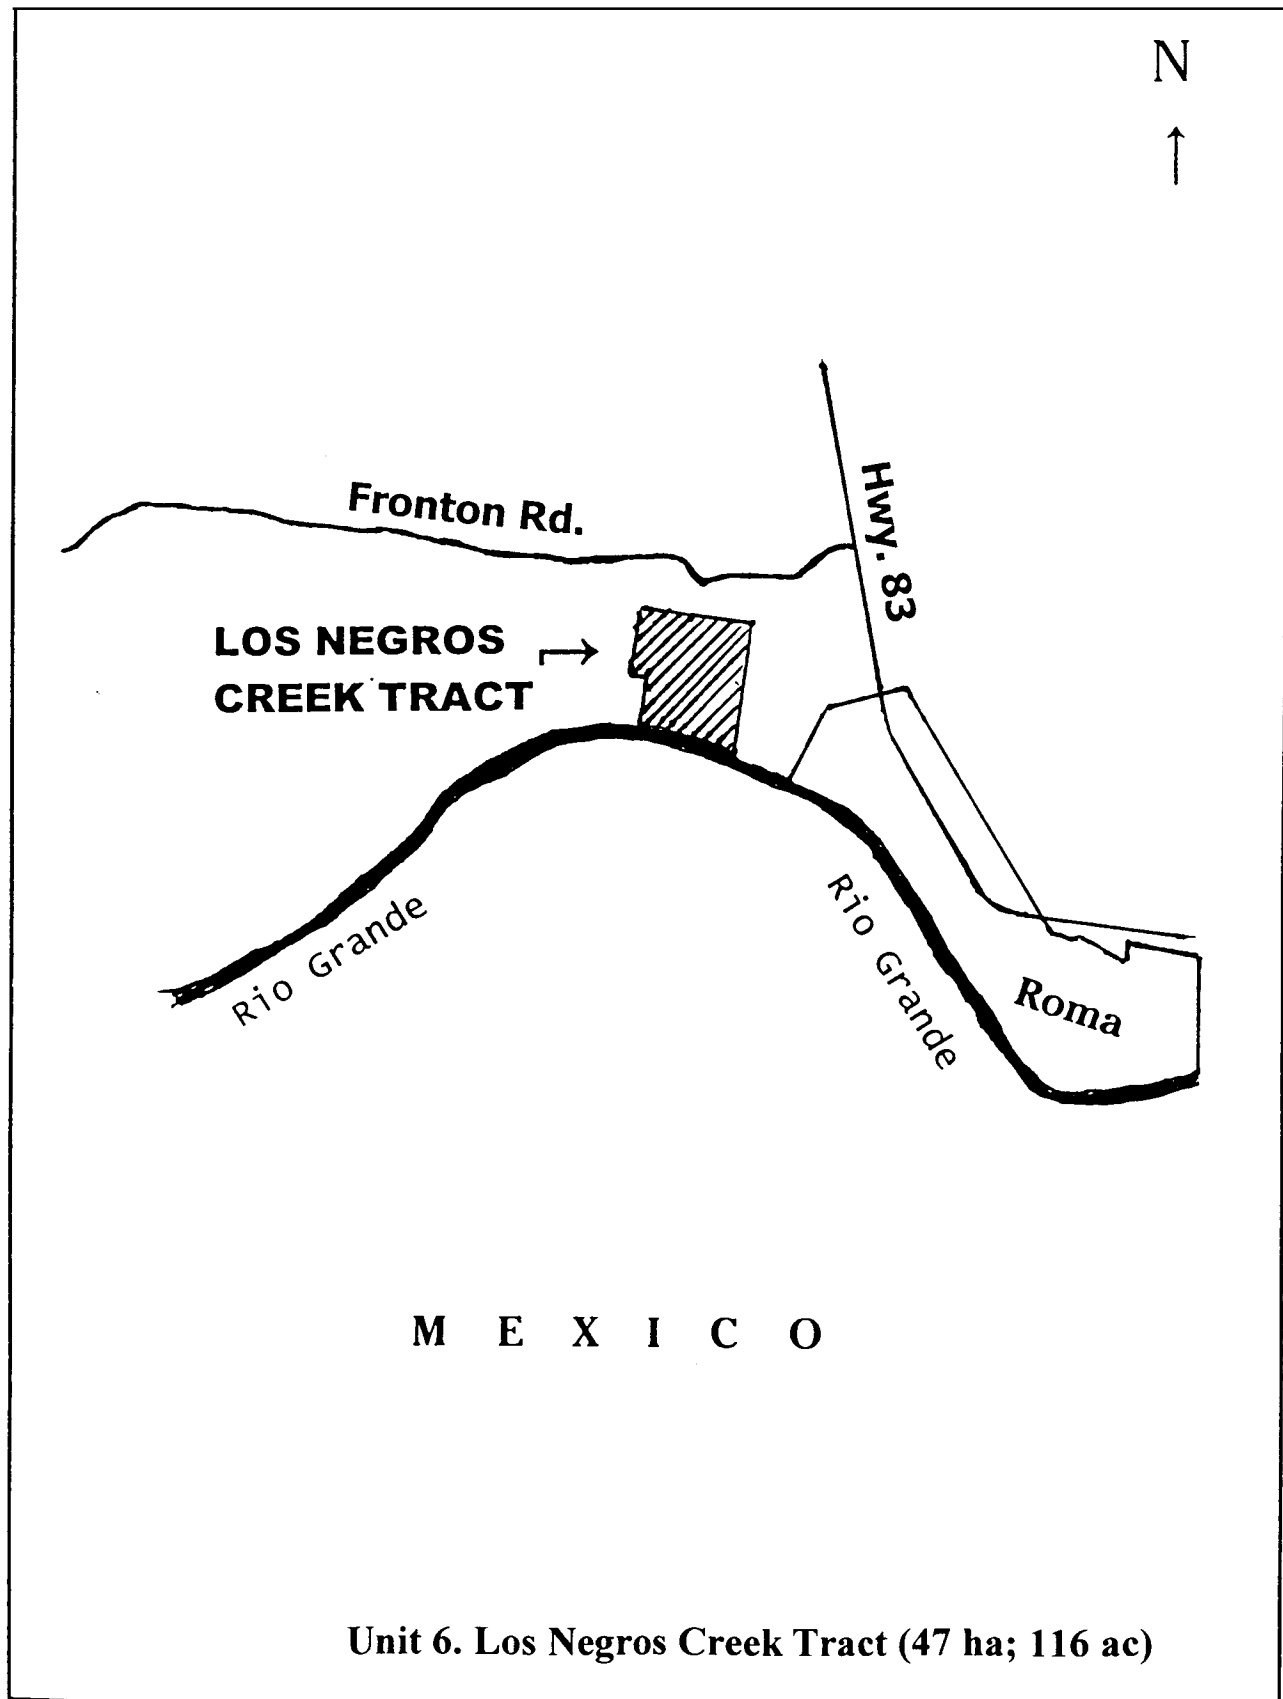 N
Fronton Rd.
Hwy. 83
LOS NEGROS
CREEK TRACT
Rio Grande
Rio Grande
Roma
MEXICO
Unit 6. Los Negros Creek Tract (47 ha; 116 ac)